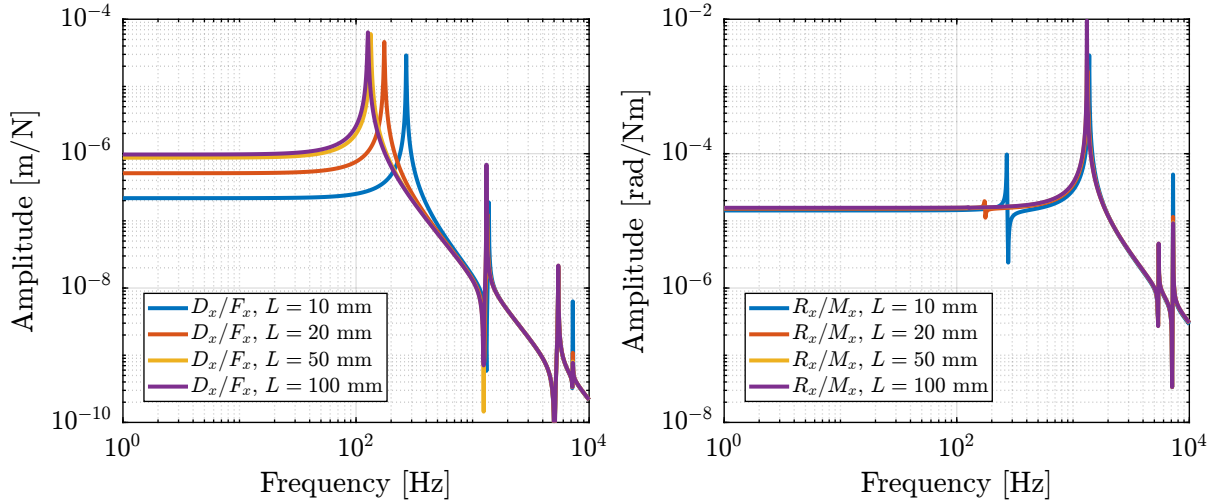 Amplitude [m/N]
10^{-4}
10^{-6}
10^{-8}
10^{-10}
D_x/F_x, L = 10 mm
D_x/F_x, L = 20 mm
D_x/F_x, L = 50 mm
D_x/F_x, L = 100 mm
10^0 10^2 10^4
Frequency [Hz]
Amplitude [rad/Nm]
10^{-2}
10^{-4}
10^{-6}
10^{-8}
R_x/M_x, L = 10 mm
R_x/M_x, L = 20 mm
R_x/M_x, L = 50 mm
R_x/M_x, L = 100 mm
10^0 10^2 10^4
Frequency [Hz]